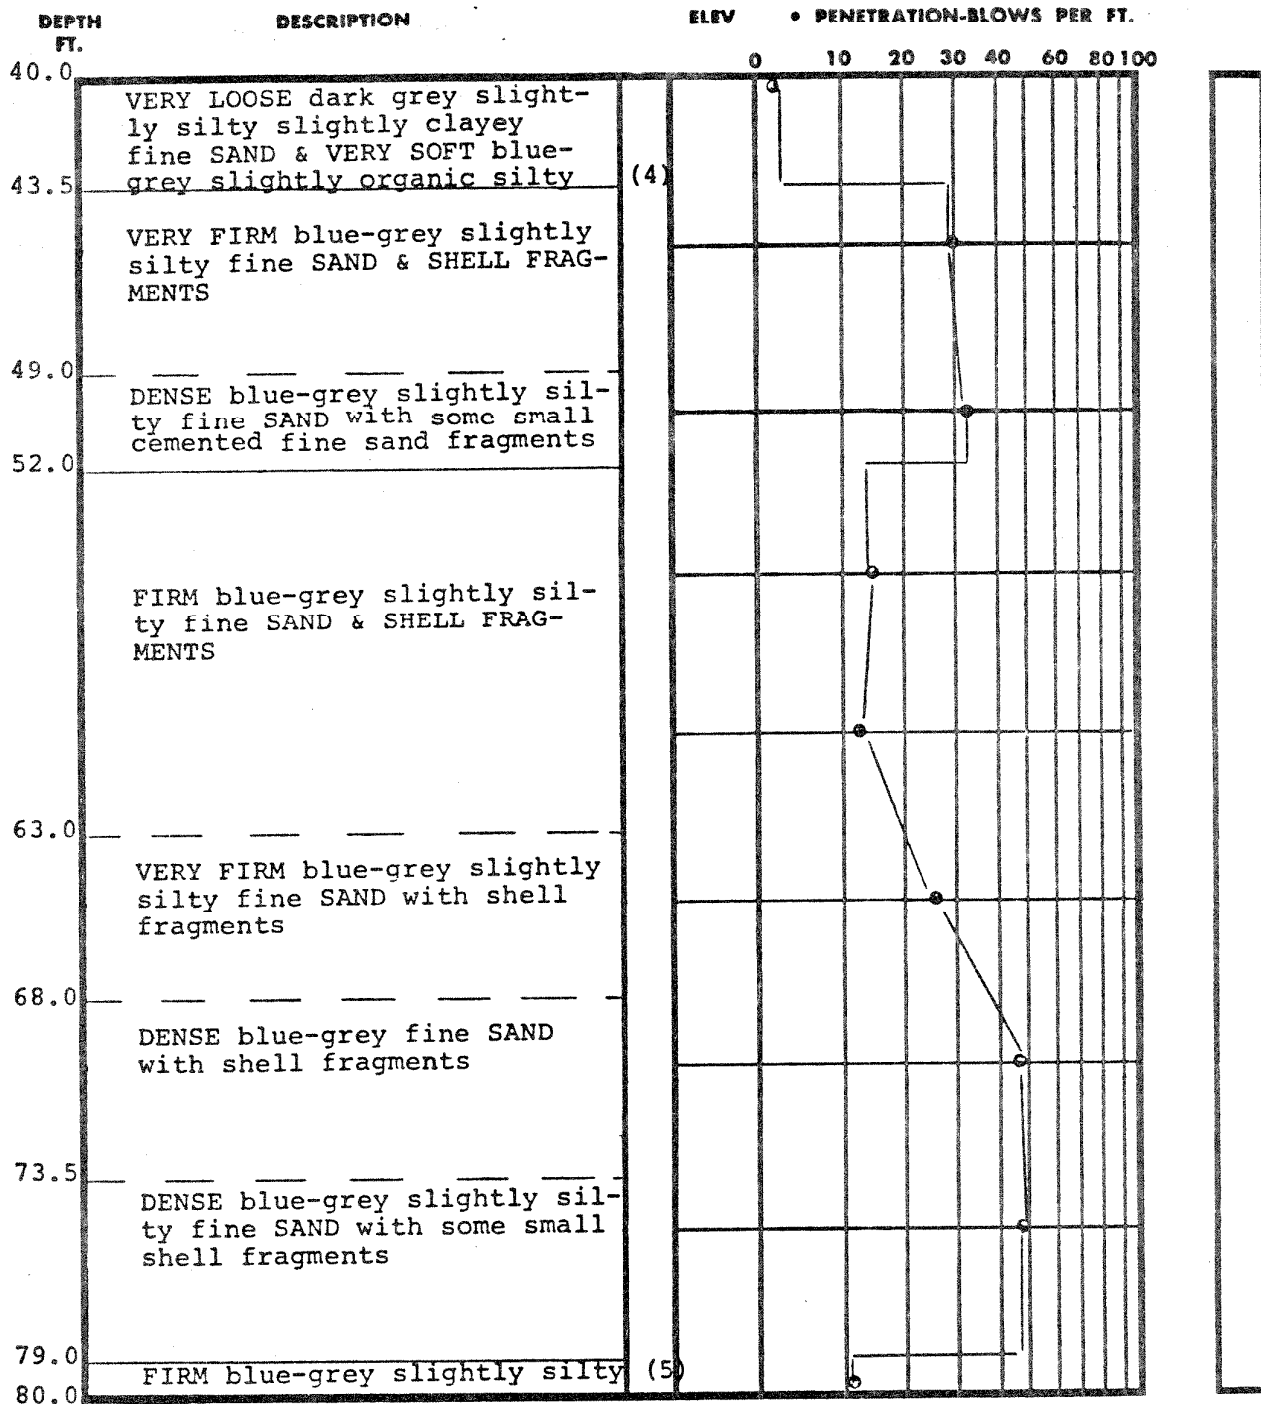 DEPTH FT. DESCRIPTION ELEV • PENETRATION-BLOWS PER FT.
0 10 20 30 40 60 80 100
40.0
VERY LOOSE dark grey slight-
ly silty slightly clayey
fine SAND & VERY SOFT blue-
grey slightly organic silty (4)
43.5
VERY FIRM blue-grey slightly
silty fine SAND & SHELL FRAG-
MENTS
49.0
DENSE blue-grey slightly sil-
ty fine SAND with some small
cemented fine sand fragments
52.0
FIRM blue-grey slightly sil-
ty fine SAND & SHELL FRAG-
MENTS
63.0
VERY FIRM blue-grey slightly
silty fine SAND with shell
fragments
68.0
DENSE blue-grey fine SAND
with shell fragments
73.5
DENSE blue-grey slightly sil-
ty fine SAND with some small
shell fragments
79.0
FIRM blue-grey slightly silty (5)
80.0